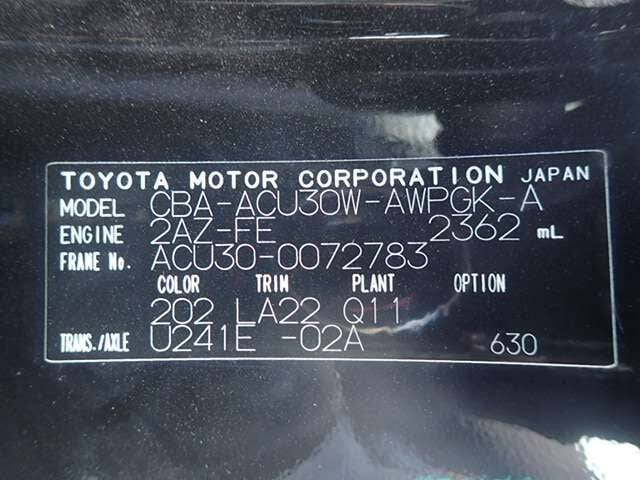 TOYOTA MOTOR CORPORATION JAPAN
MODEL CBA-ACU30W-AWPGK-A
ENGINE 2AZ-FE 2362 mL
FRAME No. ACU30-0072783
COLOR TRIM PLANT OPTION
202 LA22 Q11
TRANS./AXLE U241E -02A 630